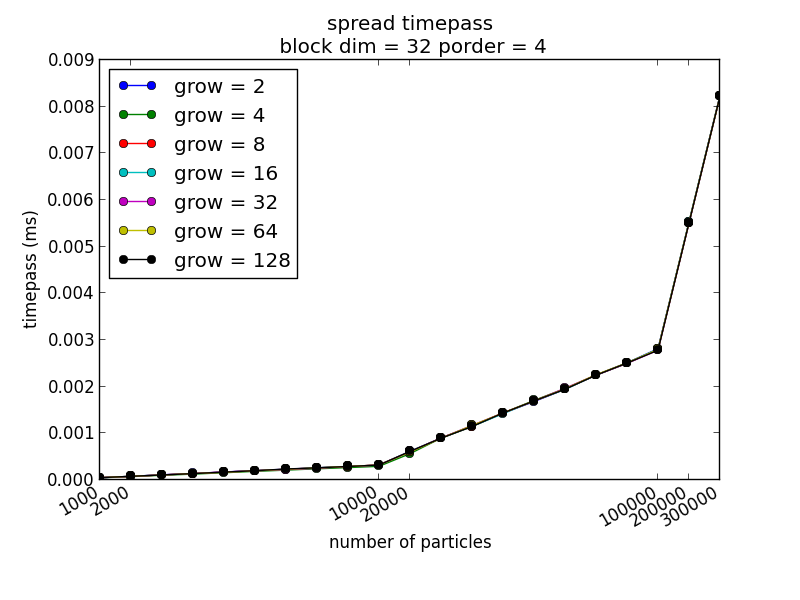 spread timepass
block dim = 32 porder = 4
0.009
0.008
0.007
0.006
0.005
0.004
0.003
0.002
0.001
0.000
timepass (ms)
grow = 2
grow = 4
grow = 8
grow = 16
grow = 32
grow = 64
grow = 128
1000
2000
10000
20000
100000
200000
300000
number of particles